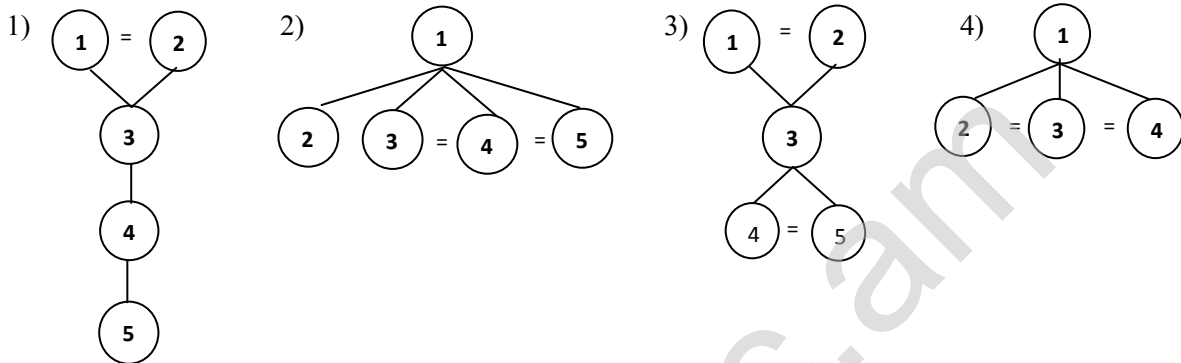 1) 1 = 2 2) 1 3) 1 = 2 4) 1
2 3 = 4 = 5 2 = 3 = 4
3 3
4 4 = 5
5